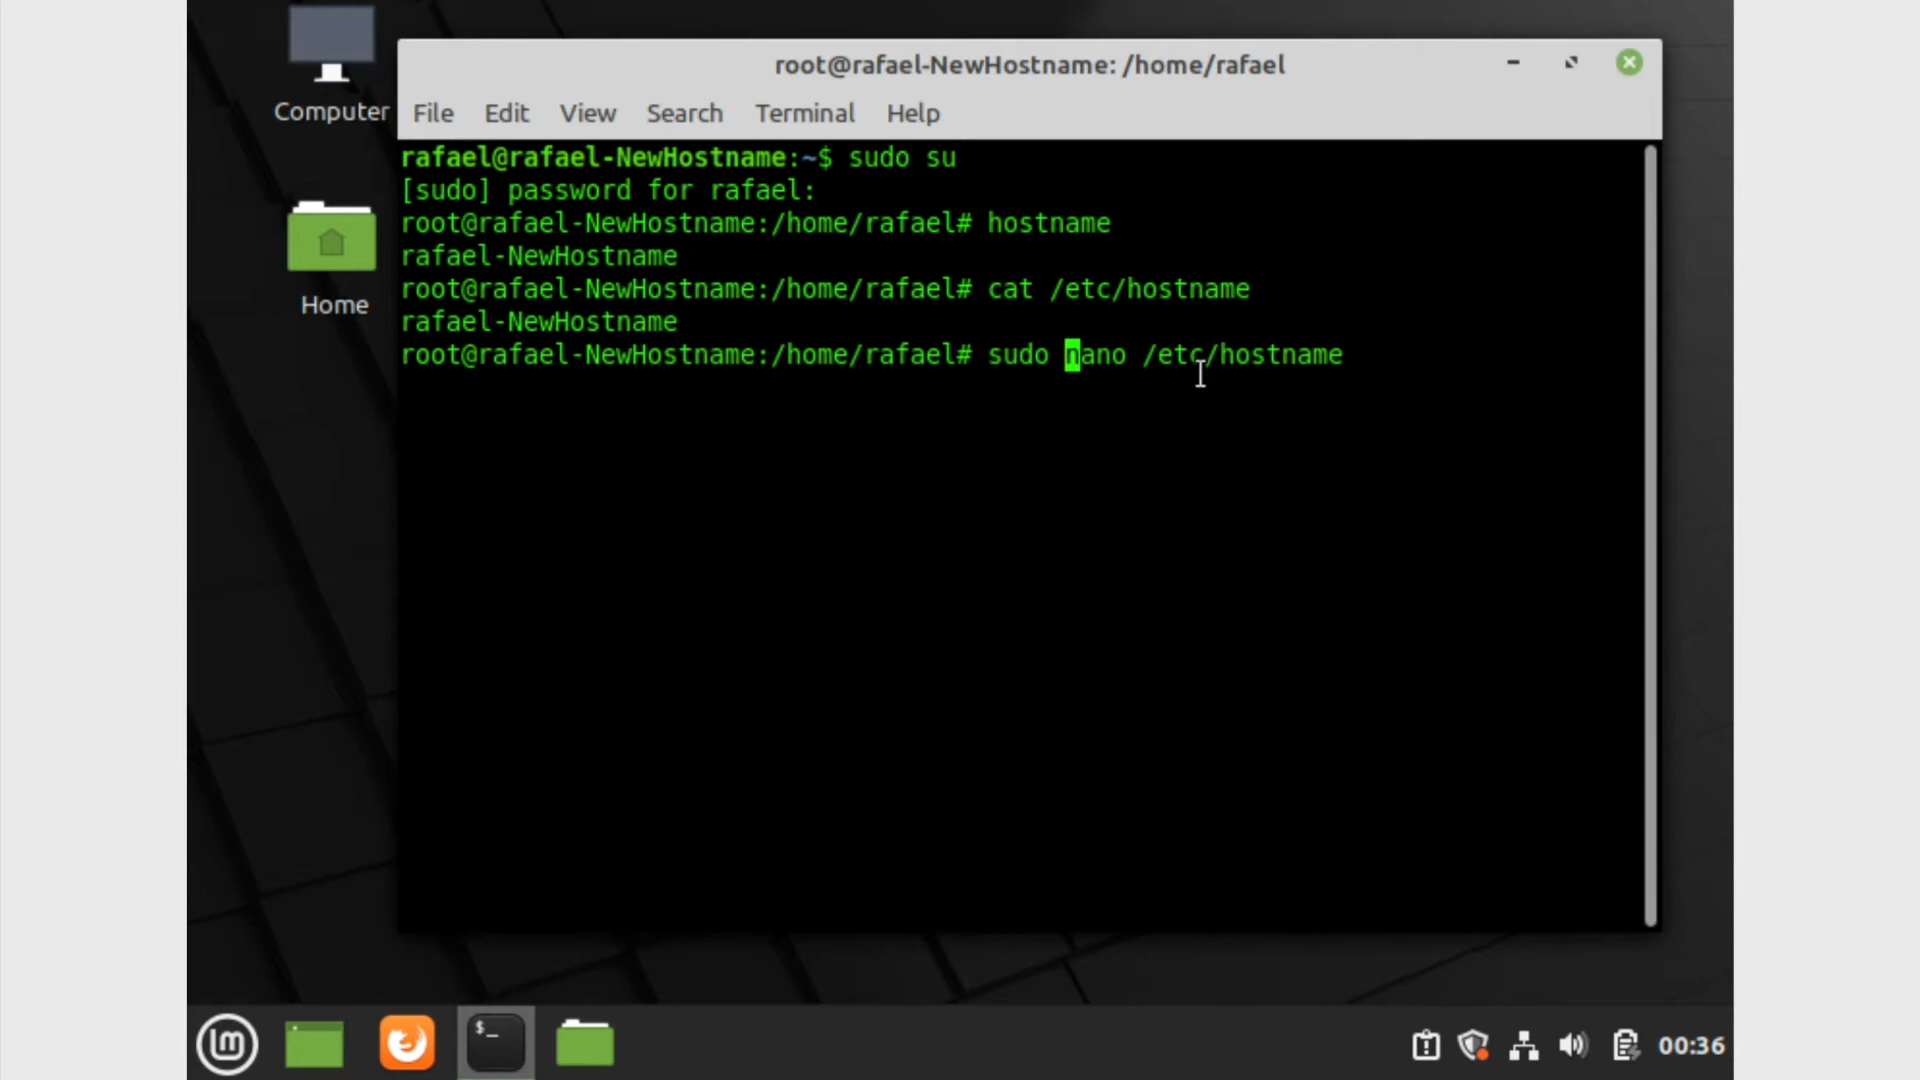 Computer
Home
root@rafael-NewHostname: /home/rafael
File Edit View Search Terminal Help
rafael@rafael-NewHostname:~$ sudo su
[sudo] password for rafael:
root@rafael-NewHostname:/home/rafael# hostname
rafael-NewHostname
root@rafael-NewHostname:/home/rafael# cat /etc/hostname
rafael-NewHostname
root@rafael-NewHostname:/home/rafael# sudo nano /etc/hostname
$_
00:36